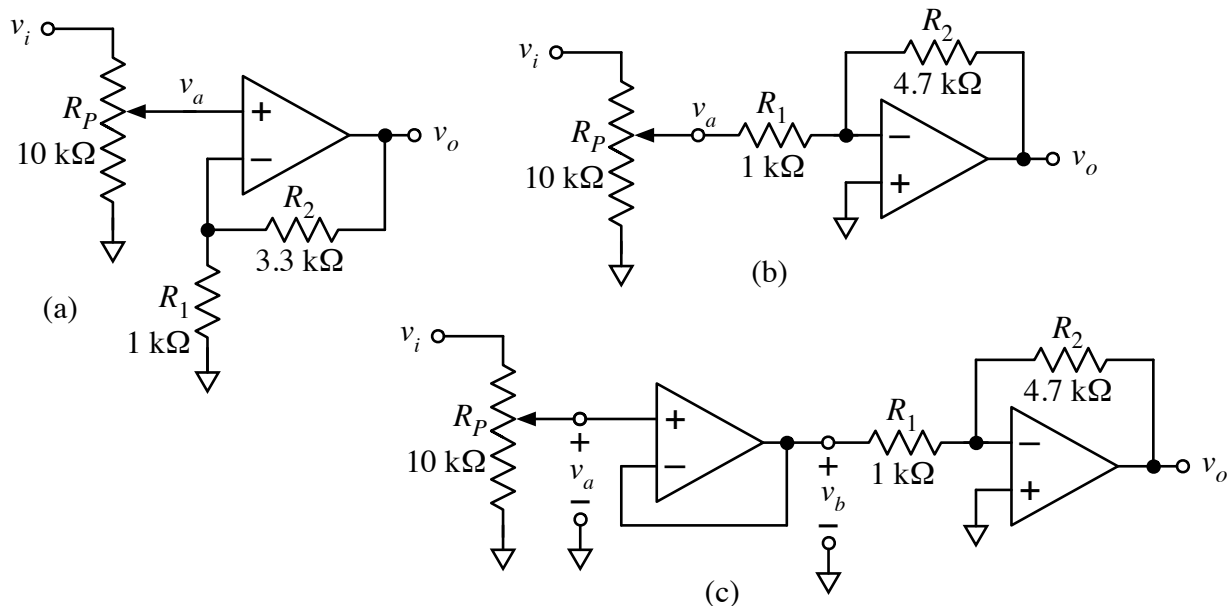 v_i
R_P
10 kΩ
v_a
+
−
v_o
R_2
3.3 kΩ
R_1
1 kΩ
(a)
v_i
R_P
10 kΩ
v_a
R_1
1 kΩ
R_2
4.7 kΩ
−
+
v_o
(b)
v_i
R_P
10 kΩ
+
v_a
−
+
−
+
v_b
−
R_1
1 kΩ
R_2
4.7 kΩ
−
+
v_o
(c)